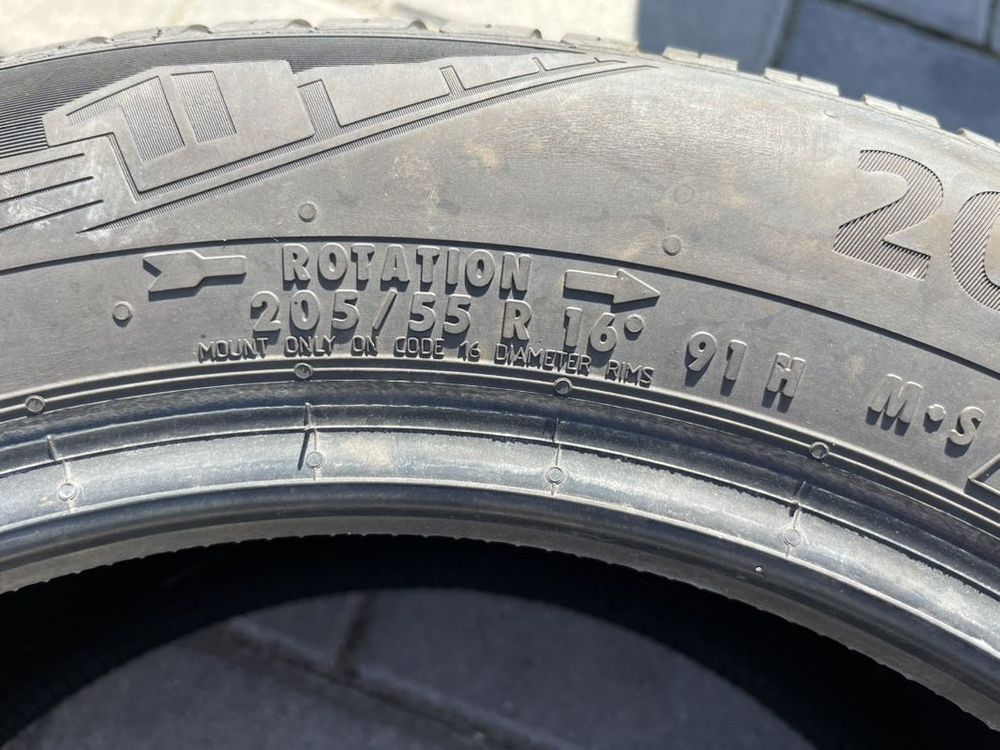 ROTATION
205/55 R 16 91 H M•S
MOUNT ONLY ON CODE 16 DIAMETER RIMS